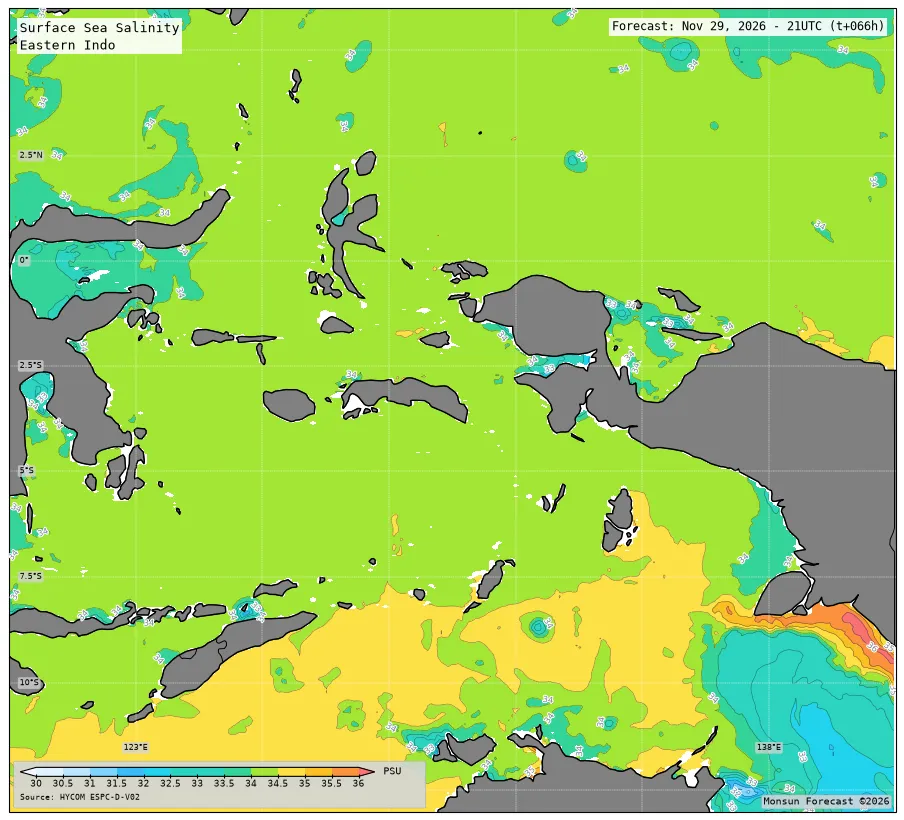 Surface Sea Salinity
Eastern Indo
Forecast: Nov 29, 2026 - 21UTC (t+066h)
2.5°N
0°
2.5°S
5°S
7.5°S
10°S
123°E
138°E
PSU
30 30.5 31 31.5 32 32.5 33 33.5 34 34.5 35 35.5 36
Source: HYCOM ESPC-D-V02
Monsun Forecast ©2026